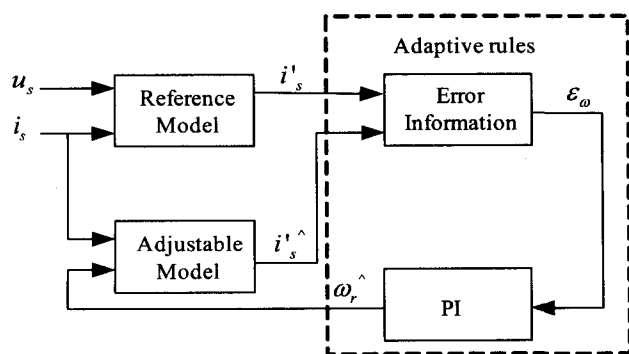 Adaptive rules
u_s
i_s
Reference
Model
i'_s
Error
Information
ε_ω
Adjustable
Model
i'_s^
ω_r^
PI